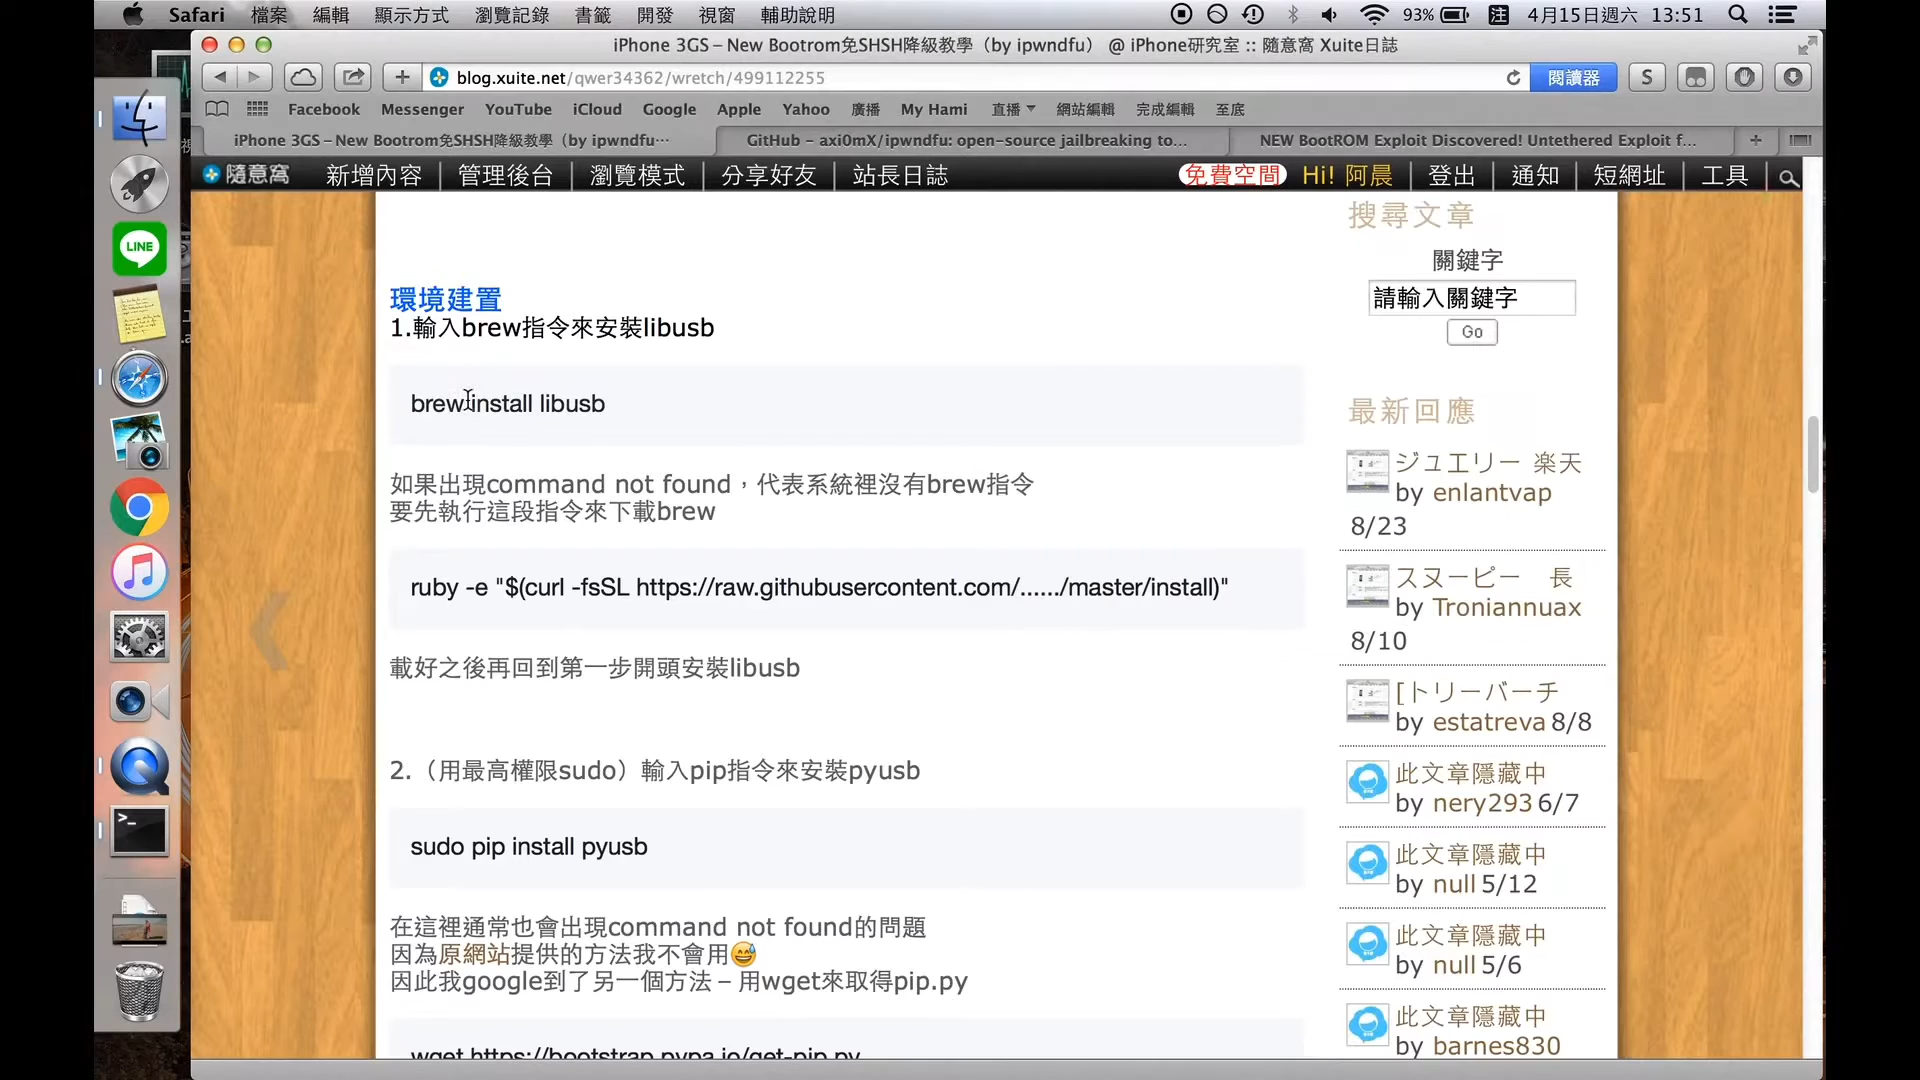 Safari 檔案 編輯 顯示方式 瀏覽記錄 書籤 開發 視窗 輔助說明 93% 注 4月15日週六 13:51
iPhone 3GS－New Bootrom免SHSH降級教學（by ipwndfu） @ iPhone研究室 :: 隨意窩 Xuite日誌
blog.xuite.net/qwer34362/wretch/499112255 閱讀器 S
Facebook Messenger YouTube iCloud Google Apple Yahoo 廣播 My Hami 直播 網站編輯 完成編輯 至底
iPhone 3GS－New Bootrom免SHSH降級教學（by ipwndfu… GitHub - axi0mX/ipwndfu: open-source jailbreaking to... NEW BootROM Exploit Discovered! Untethered Exploit f...
隨意窩 新增內容 管理後台 瀏覽模式 分享好友 站長日誌 免費空間 Hi! 阿晨 登出 通知 短網址 工具
環境建置
1.輸入brew指令來安裝libusb
brew install libusb
如果出現command not found，代表系統裡沒有brew指令
要先執行這段指令來下載brew
ruby -e "$(curl -fsSL https://raw.githubusercontent.com/....../master/install)"
載好之後再回到第一步開頭安裝libusb
2.（用最高權限sudo）輸入pip指令來安裝pyusb
sudo pip install pyusb
在這裡通常也會出現command not found的問題
因為原網站提供的方法我不會用😅
因此我google到了另一個方法－用wget來取得pip.py
wget https://bootstrap.pypa.io/get-pip.py
搜尋文章
關鍵字
請輸入關鍵字
Go
最新回應
ジュエリー 楽天
by enlantvap
8/23
スヌーピー 長
by Troniannuax
8/10
[トリーバーチ
by estatreva 8/8
此文章隱藏中
by nery293 6/7
此文章隱藏中
by null 5/12
此文章隱藏中
by null 5/6
此文章隱藏中
by barnes830
LINE